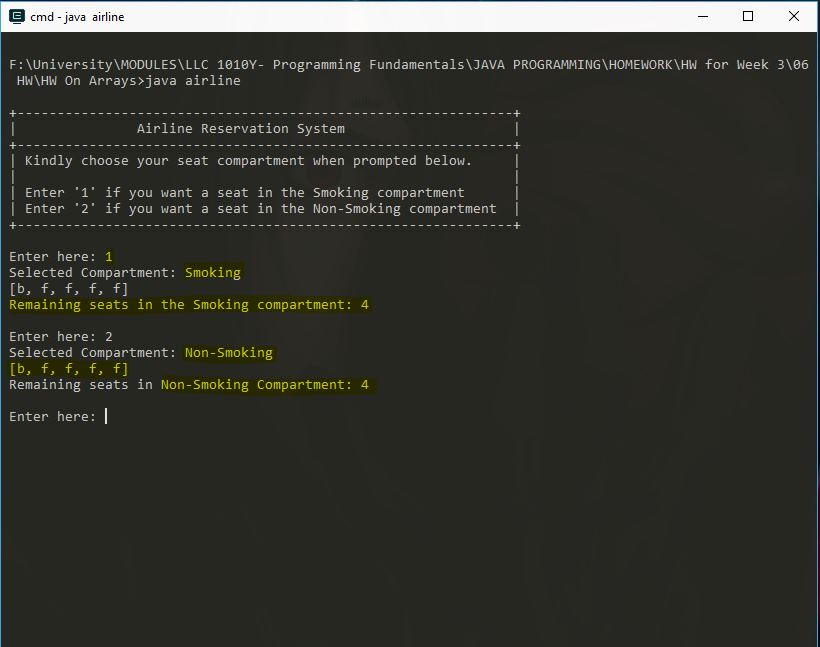 cmd - java airline
F:\University\MODULES\LLC 1010Y- Programming Fundamentals\JAVA PROGRAMMING\HOMEWORK\HW for Week 3\06
HW\HW On Arrays>java airline
+--------------------------------------------------------------+
|               Airline Reservation System                     |
+--------------------------------------------------------------+
| Kindly choose your seat compartment when prompted below.     |
|                                                              |
| Enter '1' if you want a seat in the Smoking compartment      |
| Enter '2' if you want a seat in the Non-Smoking compartment  |
+--------------------------------------------------------------+
Enter here: 1
Selected Compartment: Smoking
[b, f, f, f, f]
Remaining seats in the Smoking compartment: 4
Enter here: 2
Selected Compartment: Non-Smoking
[b, f, f, f, f]
Remaining seats in Non-Smoking Compartment: 4
Enter here: